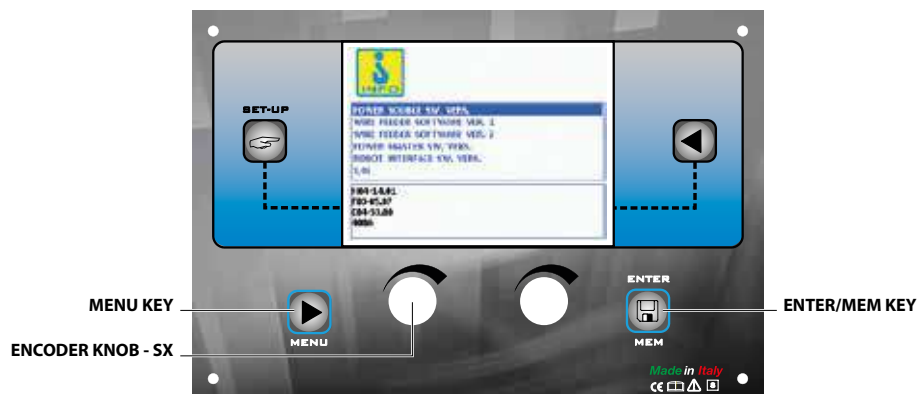 SET-UP
POWER SOURCE SW. VERS.
WIRE FEEDER SOFTWARE VER. 1
WIRE FEEDER SOFTWARE VER. 2
POWER MASTER SW. VERS.
ROBOT INTERFACE SW. VERS.
MENU KEY
ENCODER KNOB - SX
MENU
ENTER
MEM
ENTER/MEM KEY
Made in Italy
CE